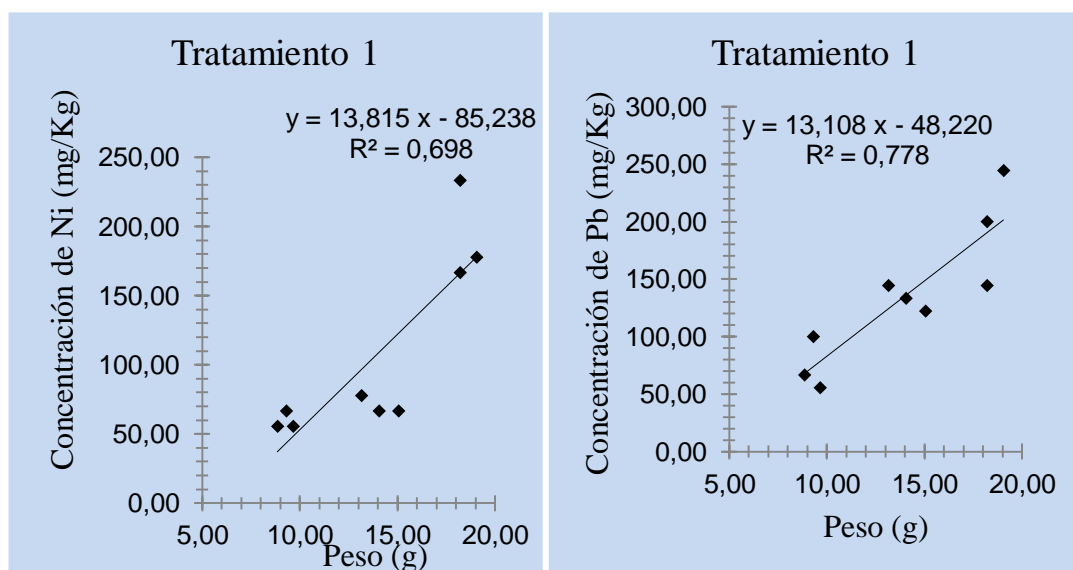 Tratamiento 1
y = 13,815 x - 85,238
R² = 0,698
Concentración de Ni (mg/Kg)
250,00
200,00
150,00
100,00
50,00
0,00
5,00 10,00 15,00 20,00
Peso (g)
Tratamiento 1
y = 13,108 x - 48,220
R² = 0,778
Concentración de Pb (mg/Kg)
300,00
250,00
200,00
150,00
100,00
50,00
0,00
5,00 10,00 15,00 20,00
Peso (g)